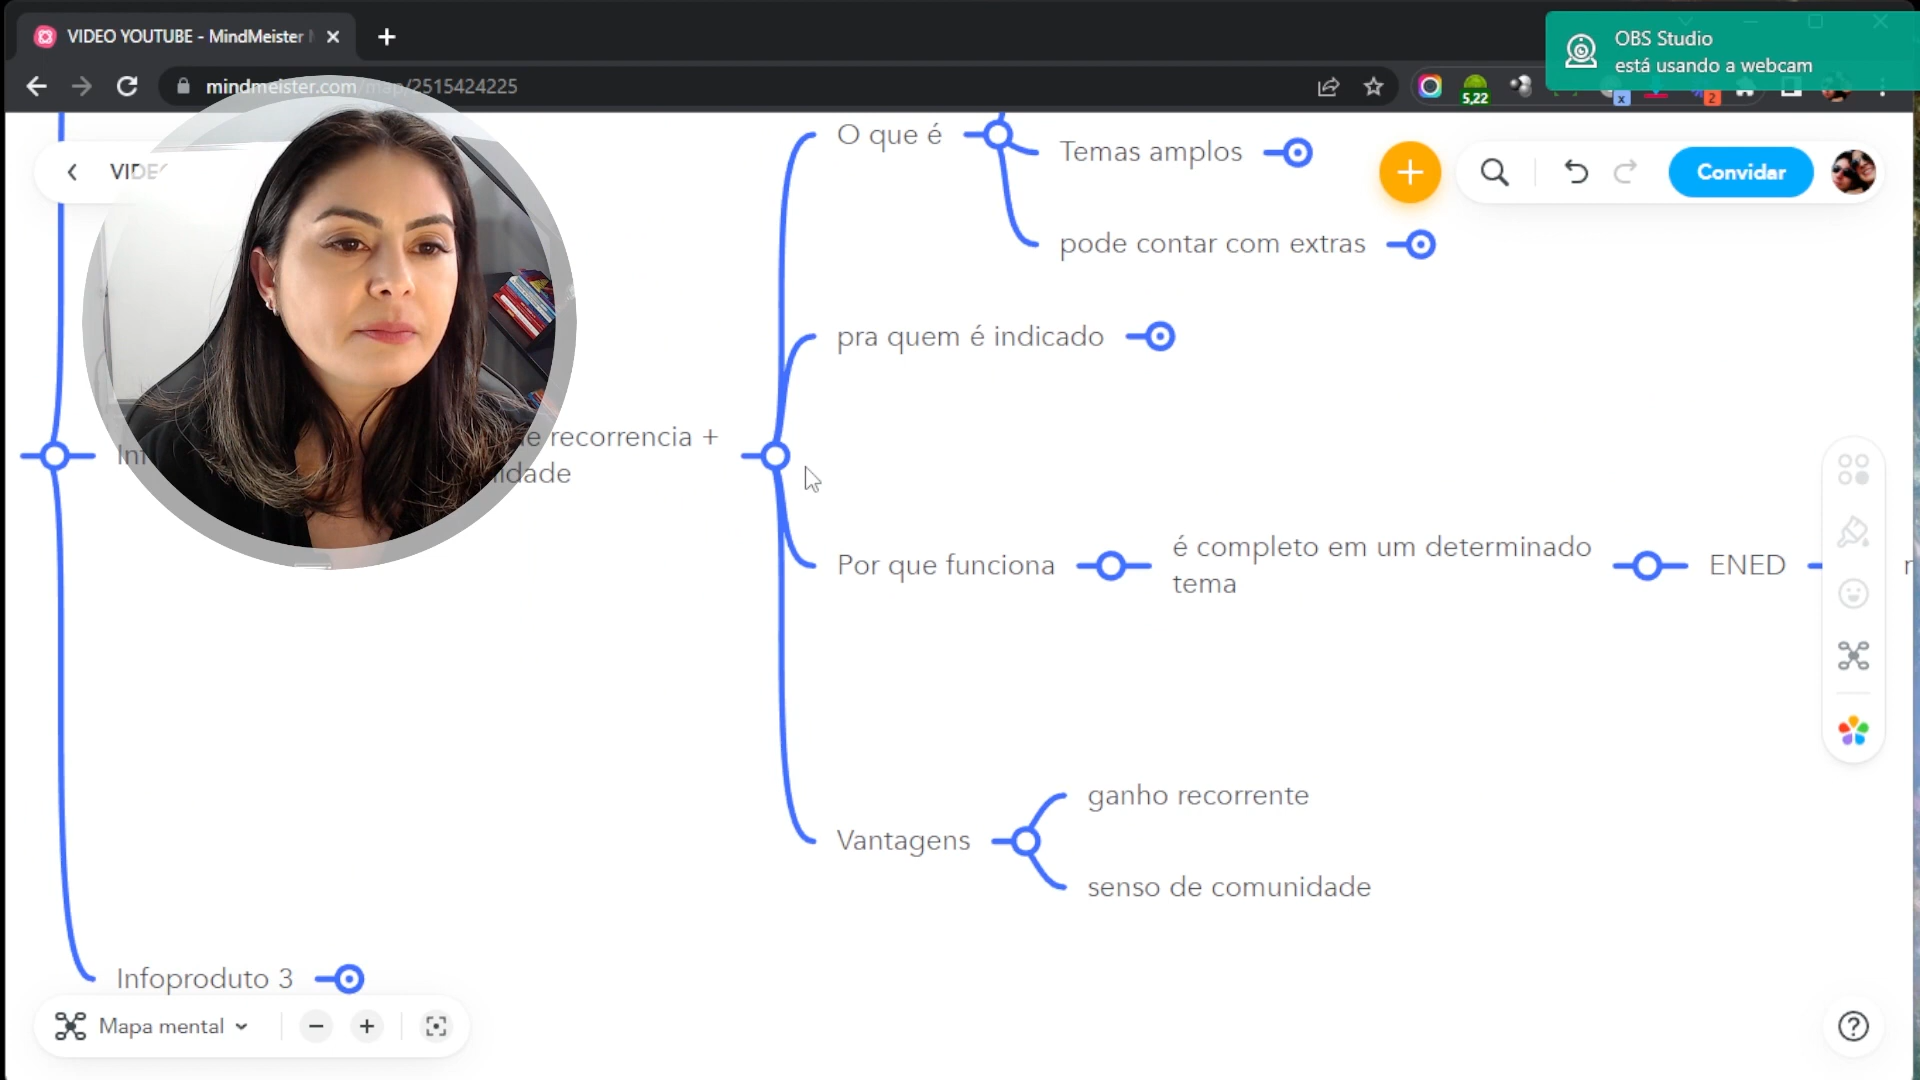 VIDEO YOUTUBE - MindMeister
OBS Studio
está usando a webcam
mindmeister.com/map/2515424225
5,22
x
2
O que é
Temas amplos
Convidar
pode contar com extras
pra quem é indicado
recorrencia +
Por que funciona
é completo em um determinado
tema
ENED
ganho recorrente
Vantagens
senso de comunidade
Infoproduto 3
Mapa mental